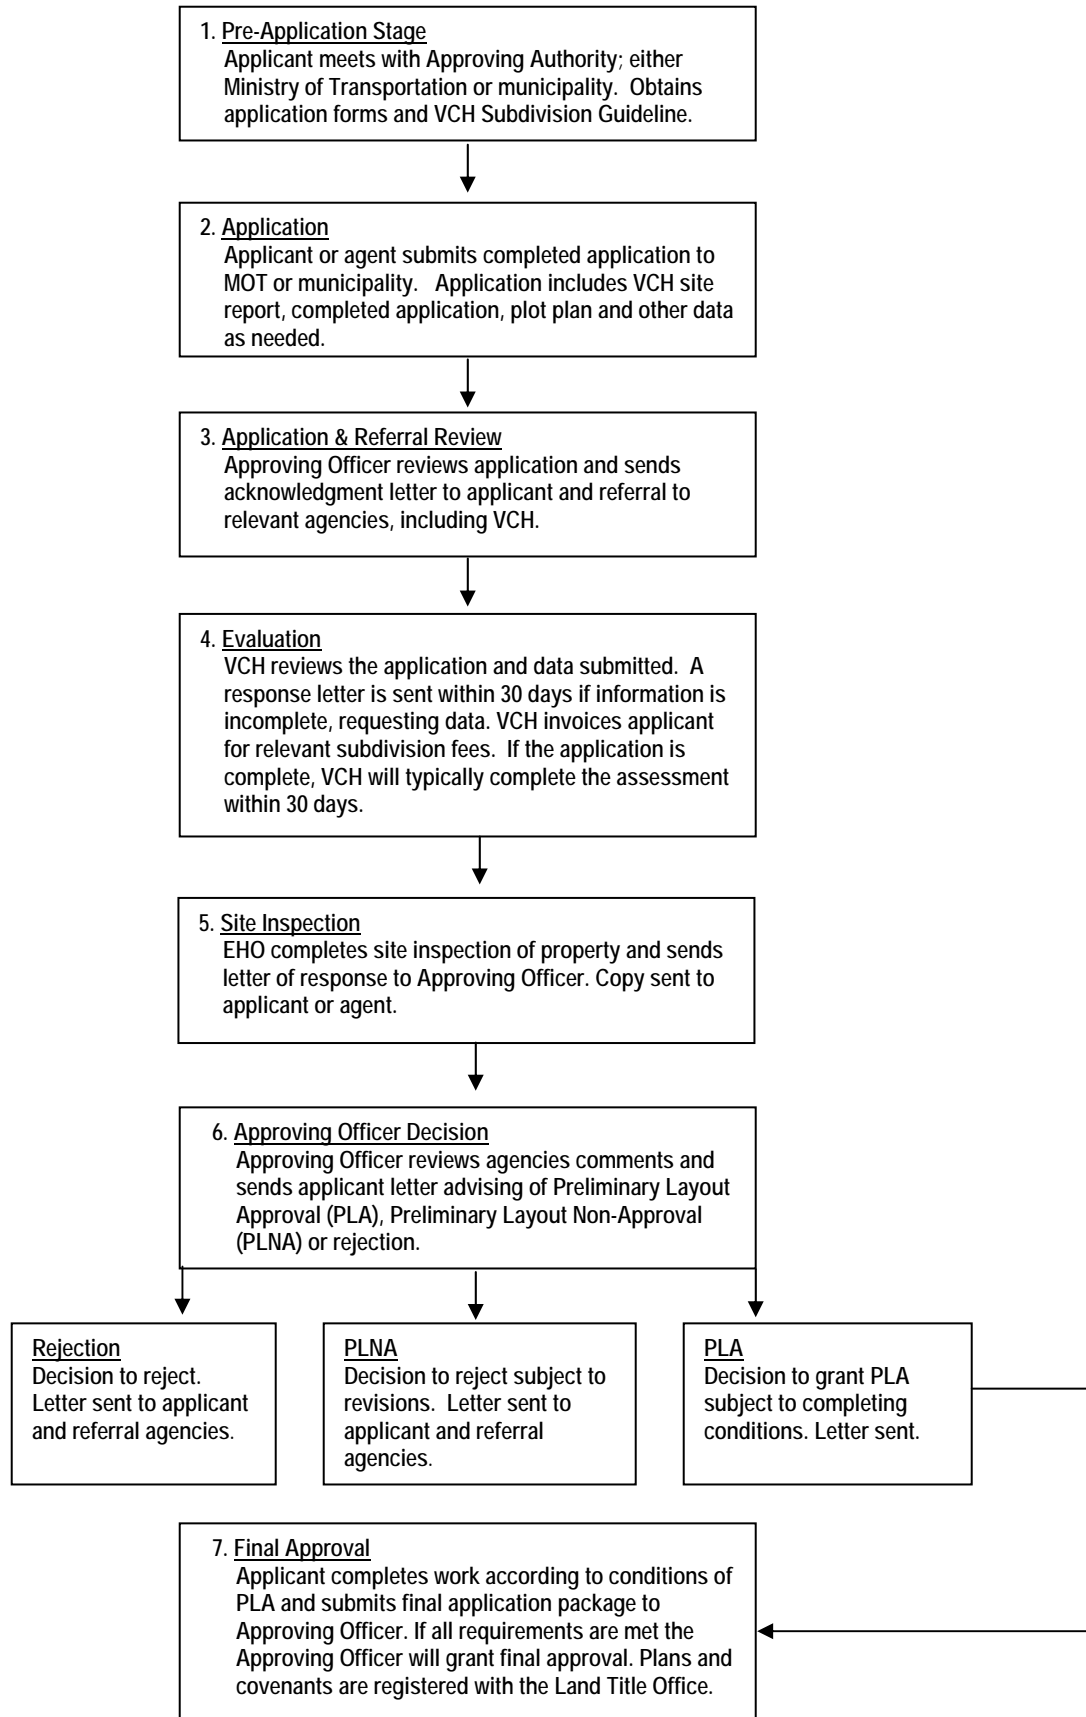 1. Pre-Application Stage
Applicant meets with Approving Authority; either
Ministry of Transportation or municipality. Obtains
application forms and VCH Subdivision Guideline.
2. Application
Applicant or agent submits completed application to
MOT or municipality. Application includes VCH site
report, completed application, plot plan and other data
as needed.
3. Application & Referral Review
Approving Officer reviews application and sends
acknowledgment letter to applicant and referral to
relevant agencies, including VCH.
4. Evaluation
VCH reviews the application and data submitted. A
response letter is sent within 30 days if information is
incomplete, requesting data. VCH invoices applicant
for relevant subdivision fees. If the application is
complete, VCH will typically complete the assessment
within 30 days.
5. Site Inspection
EHO completes site inspection of property and sends
letter of response to Approving Officer. Copy sent to
applicant or agent.
6. Approving Officer Decision
Approving Officer reviews agencies comments and
sends applicant letter advising of Preliminary Layout
Approval (PLA), Preliminary Layout Non-Approval
(PLNA) or rejection.
Rejection
Decision to reject.
Letter sent to applicant
and referral agencies.
PLNA
Decision to reject subject to
revisions. Letter sent to
applicant and referral
agencies.
PLA
Decision to grant PLA
subject to completing
conditions. Letter sent.
7. Final Approval
Applicant completes work according to conditions of
PLA and submits final application package to
Approving Officer. If all requirements are met the
Approving Officer will grant final approval. Plans and
covenants are registered with the Land Title Office.